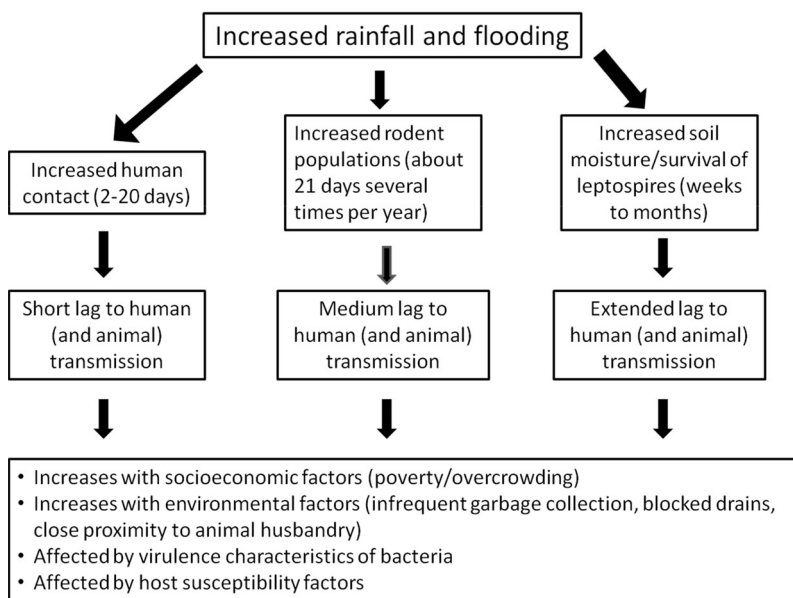 Increased rainfall and flooding
Increased human
contact (2-20 days)
Increased rodent
populations (about
21 days several
times per year)
Increased soil
moisture/survival of
leptospires (weeks
to months)
Short lag to human
(and animal)
transmission
Medium lag to
human (and animal)
transmission
Extended lag to
human (and animal)
transmission
• Increases with socioeconomic factors (poverty/overcrowding)
• Increases with environmental factors (infrequent garbage collection, blocked drains,
close proximity to animal husbandry)
• Affected by virulence characteristics of bacteria
• Affected by host susceptibility factors